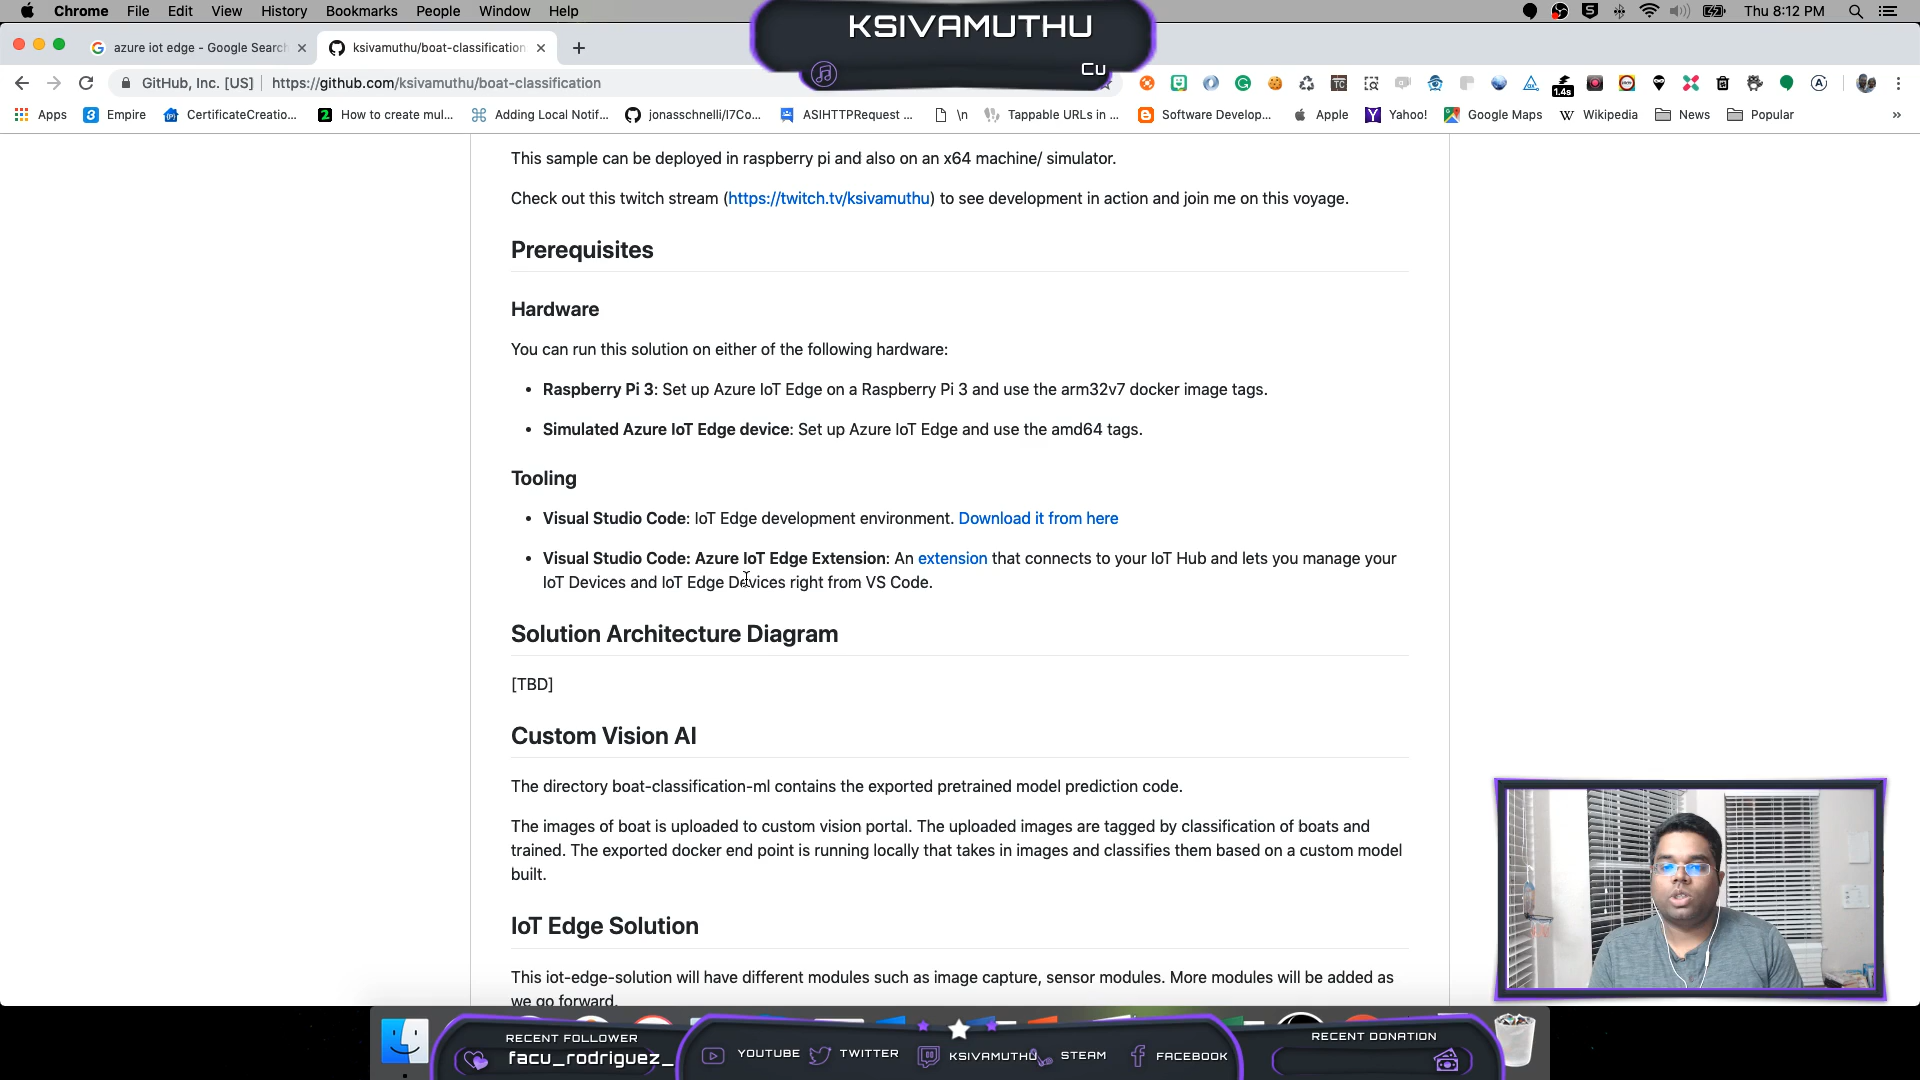 Chrome File Edit View History Bookmarks People Window Help
Thu 8:12 PM
KSIVAMUTHU
Cu
azure iot edge - Google Search
ksivamuthu/boat-classification
GitHub, Inc. [US]
https://github.com/ksivamuthu/boat-classification
1.4s
Apps Empire CertificateCreatio... How to create mul... Adding Local Notif... jonasschnelli/I7Co... ASIHTTPRequest ... \n Tappable URLs in ... Software Develop... Apple Yahoo! Google Maps Wikipedia News Popular »
This sample can be deployed in raspberry pi and also on an x64 machine/ simulator.
Check out this twitch stream (https://twitch.tv/ksivamuthu) to see development in action and join me on this voyage.
Prerequisites
Hardware
You can run this solution on either of the following hardware:
• Raspberry Pi 3: Set up Azure IoT Edge on a Raspberry Pi 3 and use the arm32v7 docker image tags.
• Simulated Azure IoT Edge device: Set up Azure IoT Edge and use the amd64 tags.
Tooling
• Visual Studio Code: IoT Edge development environment. Download it from here
• Visual Studio Code: Azure IoT Edge Extension: An extension that connects to your IoT Hub and lets you manage your
IoT Devices and IoT Edge Devices right from VS Code.
Solution Architecture Diagram
[TBD]
Custom Vision AI
The directory boat-classification-ml contains the exported pretrained model prediction code.
The images of boat is uploaded to custom vision portal. The uploaded images are tagged by classification of boats and
trained. The exported docker end point is running locally that takes in images and classifies them based on a custom model
built.
IoT Edge Solution
This iot-edge-solution will have different modules such as image capture, sensor modules. More modules will be added as
we go forward.
RECENT FOLLOWER
facu_rodriguez_
YOUTUBE TWITTER KSIVAMUTHU STEAM FACEBOOK
RECENT DONATION